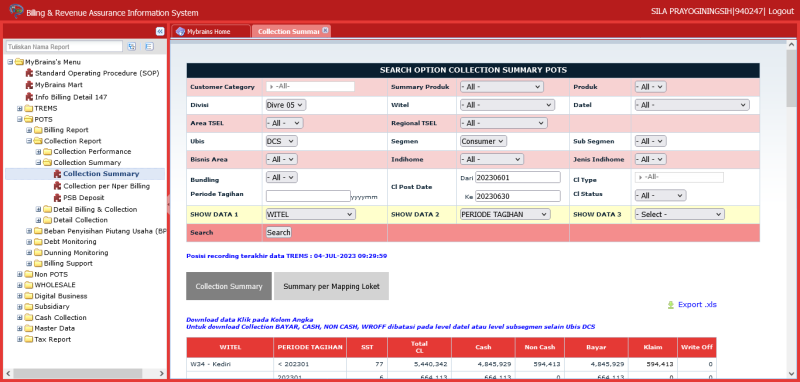 Billing & Revenue Assurance Information System
SILA PRAYOGININGSIH|940247| Logout
MyBrains Home
Collection Summar
Tuliskan Nama Report
MyBrains's Menu
Standard Operating Procedure (SOP)
MyBrains Mart
Info Billing Detail 147
TREMS
POTS
Billing Report
Collection Report
Collection Performance
Collection Summary
Collection Summary
Collection per Nper Billing
PSB Deposit
Detail Billing & Collection
Detail Collection
Beban Penyisihan Piutang Usaha (BP
Debt Monitoring
Dunning Monitoring
Billing Support
Non POTS
WHOLESALE
Digital Business
Subsidiary
Cash Collection
Master Data
Tax Report
SEARCH OPTION COLLECTION SUMMARY POTS
Customer Category -All- Summary Produk - All - Produk - All -
Divisi Divre 05 Witel - All - Datel - All -
Area TSEL - All - Regional TSEL - All -
Ubis DCS Segmen Consumer Sub Segmen - All -
Bisnis Area - All - Indihome - All - Jenis Indihome - All -
Bundling - All - Cl Post Date Dari 20230601 Cl Type -All-
Periode Tagihan yyyymm Ke 20230630 Cl Status - All -
SHOW DATA 1 WITEL SHOW DATA 2 PERIODE TAGIHAN SHOW DATA 3 - Select -
Search Search
Posisi recording terakhir data TREMS : 04-JUL-2023 09:29:59
Collection Summary Summary per Mapping Loket
Export .xls
Download data Klik pada Kolom Angka
Untuk download Collection BAYAR, CASH, NON CASH, WROFF dibatasi pada level datel atau level subsegmen selain Ubis DCS
WITEL PERIODE TAGIHAN SST Total CL Cash Non Cash Bayar Klaim Write Off
W34 - Kediri < 202301 77 5,440,342 4,845,929 594,413 4,845,929 594,413 0
202301 6 664,113 664,113 0 664,113 0 0